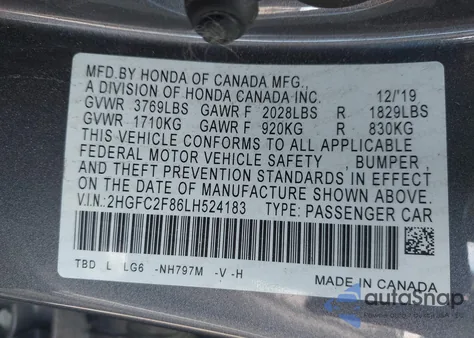 MFD.BY HONDA OF CANADA MFG.,
A DIVISION OF HONDA CANADA INC. 12/'19
GVWR 3769LBS GAWR F 2028LBS R 1829LBS
GVWR 1710KG GAWR F 920KG R 830KG
THIS VEHICLE CONFORMS TO ALL APPLICABLE
FEDERAL MOTOR VEHICLE SAFETY , BUMPER ,
AND THEFT PREVENTION STANDARDS IN EFFECT
ON THE DATE OF MANUFACTURE SHOWN ABOVE.
V.I.N.: 2HGFC2F86LH524183 TYPE: PASSENGER CAR
TBD L LG6 -NH797M -V -H
MADE IN CANADA
autoSnap